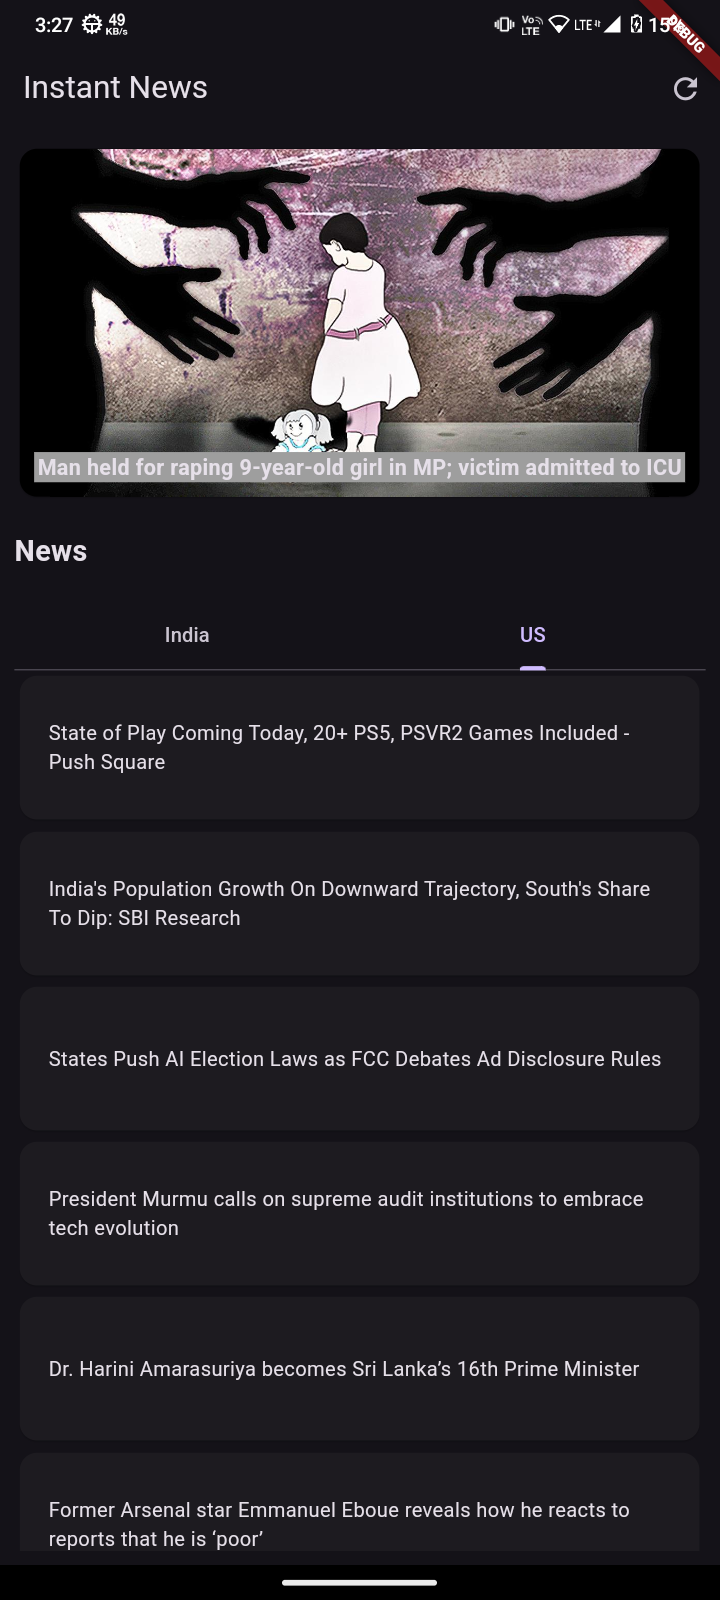 3:27
49
KB/s
Vo
LTE
LTE
DEBUG
Instant News
Man held for raping 9-year-old girl in MP; victim admitted to ICU
News
India
US
State of Play Coming Today, 20+ PS5, PSVR2 Games Included -
Push Square
India's Population Growth On Downward Trajectory, South's Share
To Dip: SBI Research
States Push AI Election Laws as FCC Debates Ad Disclosure Rules
President Murmu calls on supreme audit institutions to embrace
tech evolution
Dr. Harini Amarasuriya becomes Sri Lanka’s 16th Prime Minister
Former Arsenal star Emmanuel Eboue reveals how he reacts to
reports that he is ‘poor’